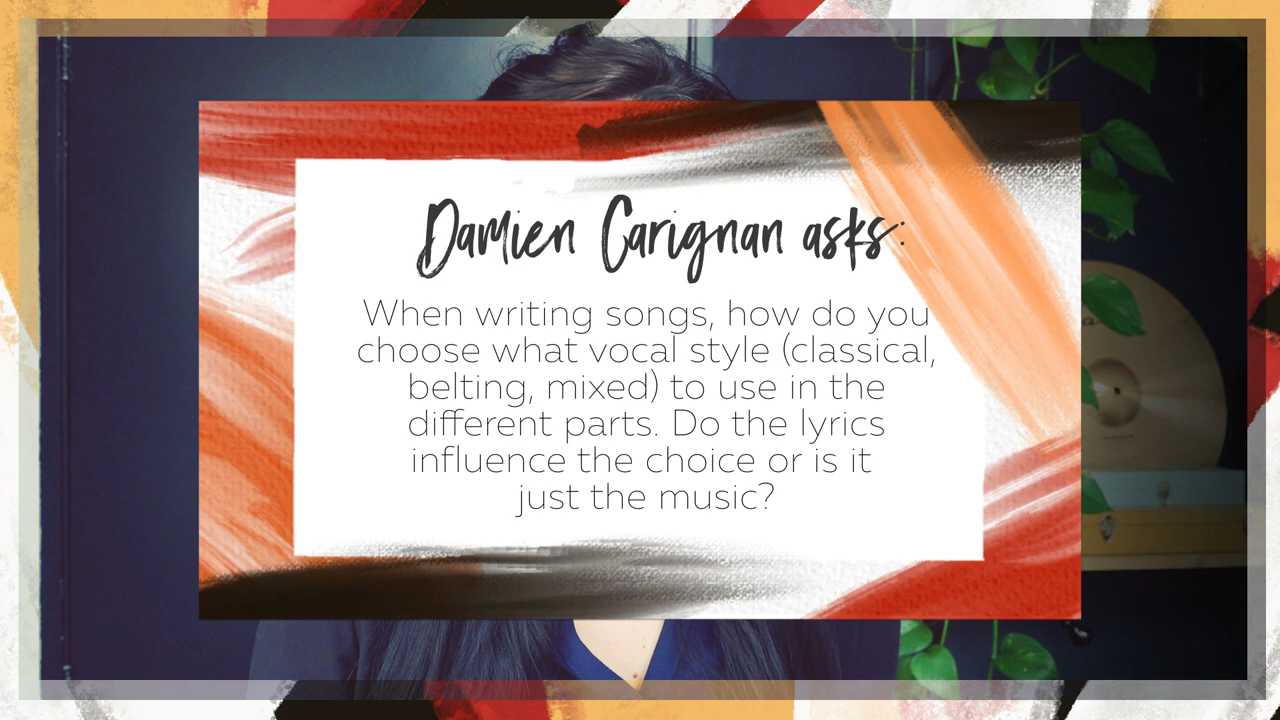 Damien Carignan asks:
When writing songs, how do you
choose what vocal style (classical,
belting, mixed) to use in the
different parts. Do the lyrics
influence the choice or is it
just the music?